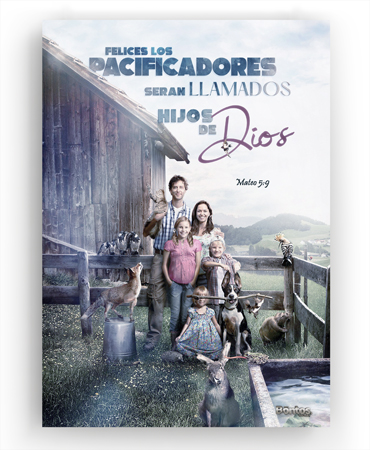 FELICES LOS
PACIFICADORES
SERAN LLAMADOS
HIJOS
DE Dios
Mateo 5:9